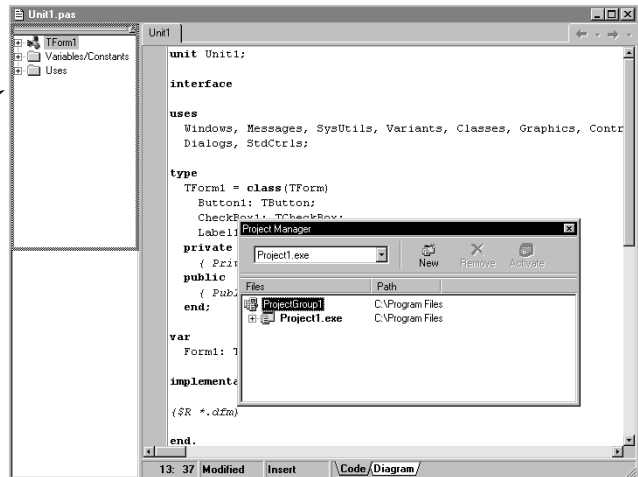 Unit1.pas
TForm1
Variables/Constants
Uses
Unit1
unit Unit1;
interface
uses
Windows, Messages, SysUtils, Variants, Classes, Graphics, Contr
Dialogs, StdCtrls;
type
TForm1 = class(TForm)
Button1: TButton;
CheckBox1: TCheckBox;
Label1
private
{ Pri
public
{ Publ
end;
var
Form1: T
implementa
{$R *.dfm}
end.
Project Manager
Project1.exe
New
Remove
Activate
Files Path
ProjectGroup1 C:\Program Files
Project1.exe C:\Program Files
13: 37 Modified Insert \Code/Diagram/